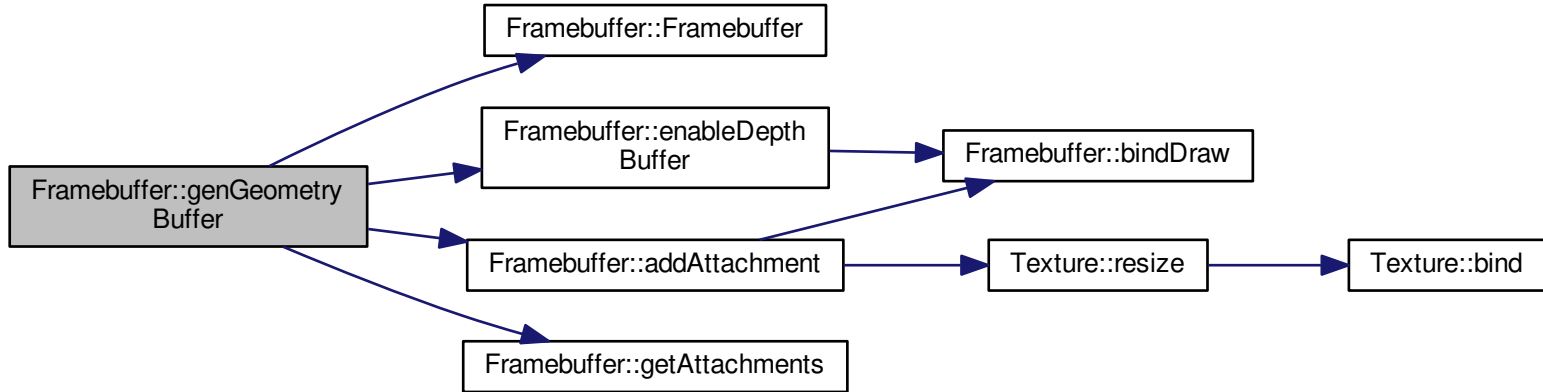 Framebuffer::Framebuffer
Framebuffer::enableDepth
Buffer
Framebuffer::bindDraw
Framebuffer::genGeometry
Buffer
Framebuffer::addAttachment
Texture::resize
Texture::bind
Framebuffer::getAttachments